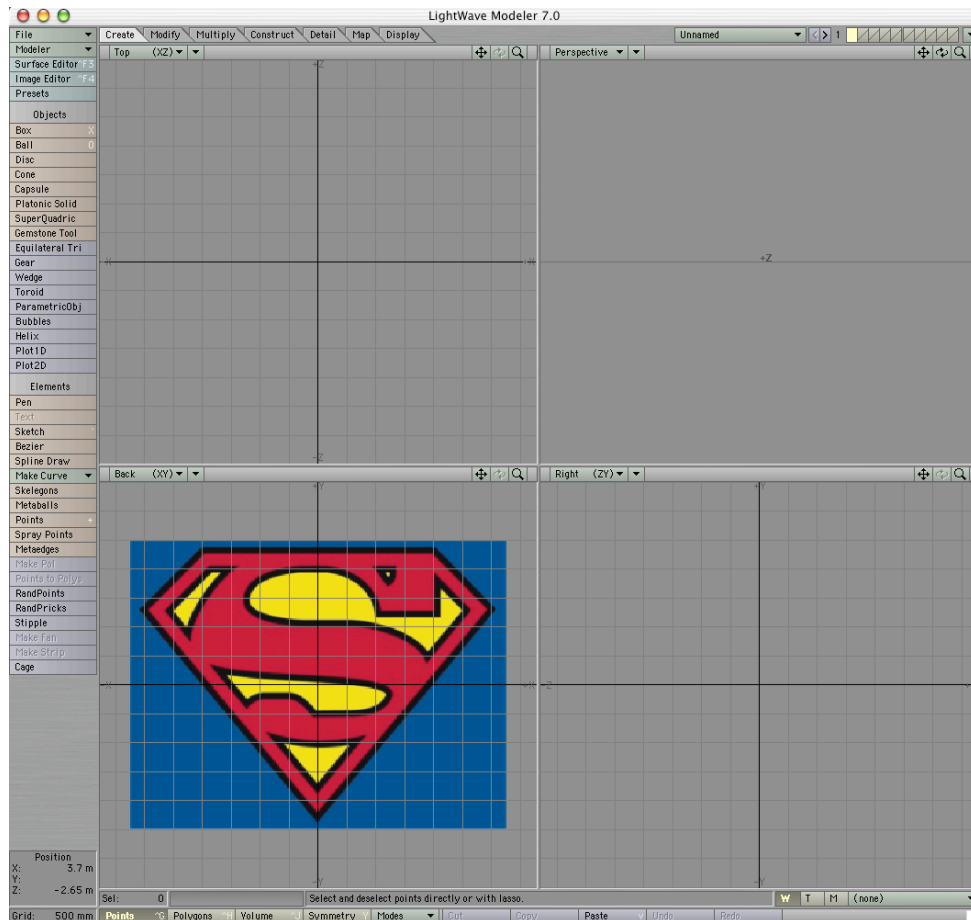 LightWave Modeler 7.0
File
Create Modify Multiply Construct Detail Map Display
Unnamed
1
Modeler
Surface Editor F3
Image Editor ^F4
Presets
Objects
Box X
Ball O
Disc
Cone
Capsule
Platonic Solid
SuperQuadric
Gemstone Tool
Equilateral Tri
Gear
Wedge
Toroid
ParametricObj
Bubbles
Helix
Plot1D
Plot2D
Elements
Pen
Text
Sketch
Bezier
Spline Draw
Make Curve
Skelegons
Metaballs
Points +
Spray Points
Metaedges
Make Pol
Points to Polys
RandPoints
RandPricks
Stipple
Make Fan
Make Strip
Cage
Top (XZ)
+Z
-X
+X
-Z
Perspective
+Z
Back (XY)
+Y
-X
+X
-Y
Right (ZY)
+Y
-Z
-Y
Position
X: 3.7 m
Y:
Z: -2.65 m
Grid: 500 mm
Sel: 0
Select and deselect points directly or with lasso.
W T M (none)
Points ^G Polygons ^H Volume ^J Symmetry Y Modes Cut Copy Paste v Undo Redo